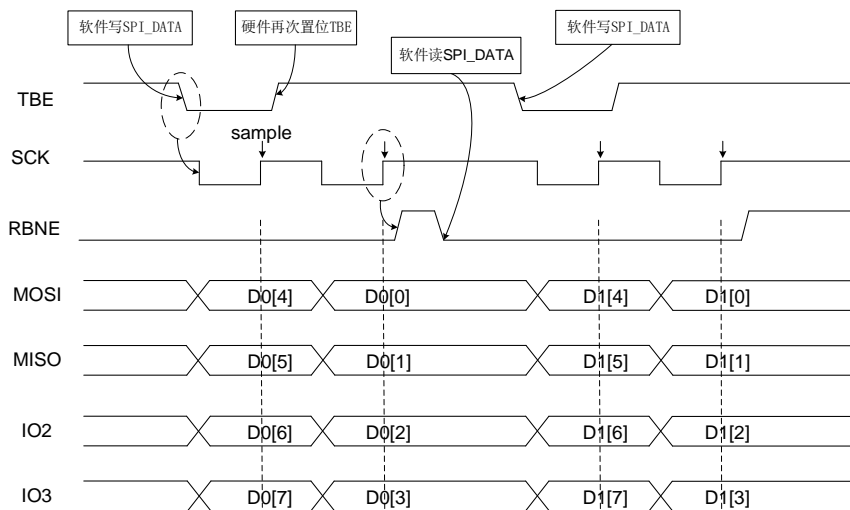 软件写SPI_DATA
硬件再次置位TBE
软件读SPI_DATA
软件写SPI_DATA
TBE
sample
SCK
RBNE
MOSI D0[4] D0[0] D1[4] D1[0]
MISO D0[5] D0[1] D1[5] D1[1]
IO2 D0[6] D0[2] D1[6] D1[2]
IO3 D0[7] D0[3] D1[7] D1[3]